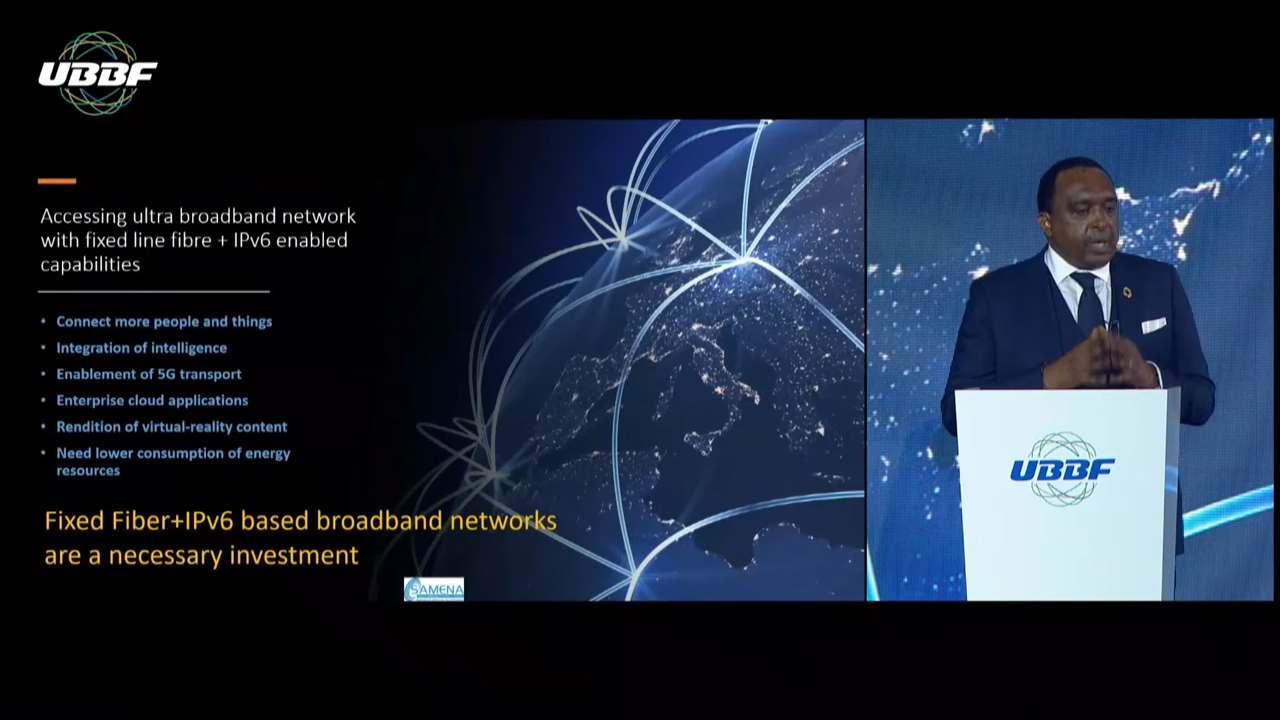 UBBF
Accessing ultra broadband network
with fixed line fibre + IPv6 enabled
capabilities
• Connect more people and things
• Integration of intelligence
• Enablement of 5G transport
• Enterprise cloud applications
• Rendition of virtual-reality content
• Need lower consumption of energy
resources
Fixed Fiber+IPv6 based broadband networks
are a necessary investment
SAMENA
UBBF